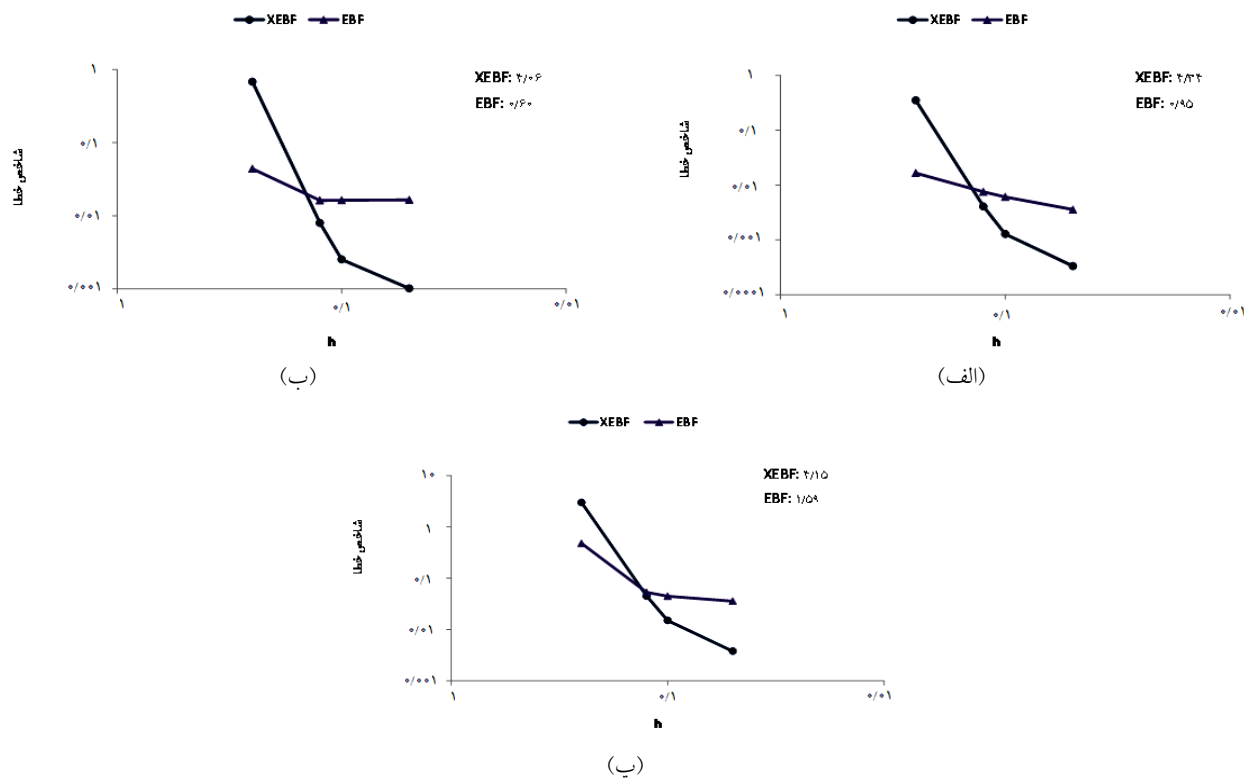 XEBF EBF
XEBF: ۴/۳۴
EBF: ۰/۹۵
شاخص خطا
۱
۰/۱
۰/۰۱
۰/۰۰۱
۰/۰۰۰۱
۱ ۰/۱ ۰/۰۱
h
(الف)
XEBF EBF
XEBF: ۴/۰۶
EBF: ۰/۶۰
شاخص خطا
۱
۰/۱
۰/۰۱
۰/۰۰۱
۱ ۰/۱ ۰/۰۱
h
(ب)
XEBF EBF
XEBF: ۴/۱۵
EBF: ۱/۵۹
شاخص خطا
۱۰
۱
۰/۱
۰/۰۱
۰/۰۰۱
۱ ۰/۱ ۰/۰۱
h
(پ)